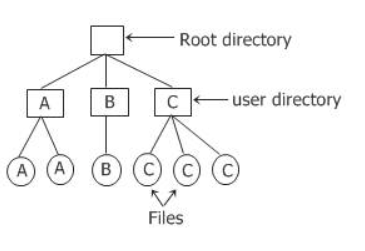 Root directory
A B C user directory
A A B C C C
Files